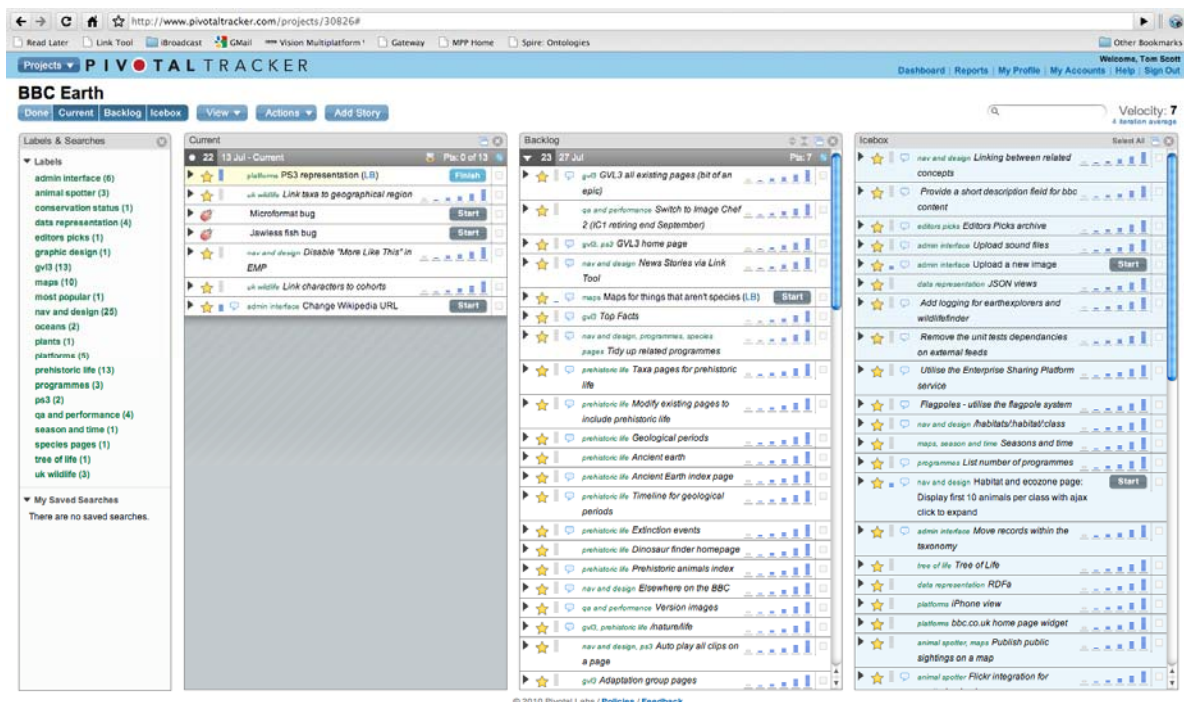 http://www.pivotaltracker.com/projects/30826#
Read Later Link Tool iBroadcast GMail Vision Multiplatform Gateway MPP Home Spire: Ontologies Other Bookmarks
Projects PIVOTAL TRACKER
Welcome, Tom Scott
Dashboard | Reports | My Profile | My Accounts | Help | Sign Out
BBC Earth
Done Current Backlog Icebox View Actions Add Story
Velocity: 7
4 iteration average
Labels & Searches
Labels
admin interface (6)
animal spotter (3)
conservation status (1)
data representation (4)
editors picks (1)
graphic design (1)
gvl3 (13)
maps (10)
most popular (1)
nav and design (25)
oceans (2)
plants (1)
platforms (5)
prehistoric life (13)
programmes (3)
ps3 (2)
qa and performance (4)
season and time (1)
species pages (1)
tree of life (1)
uk wildlife (3)
My Saved Searches
There are no saved searches.
Current
22 13 Jul - Current Pts: 0 of 13
platforms PS3 representation (LB) Finish
uk wildlife Link taxa to geographical region
Microformat bug Start
Jawless fish bug Start
nav and design Disable "More Like This" in
EMP
uk wildlife Link characters to cohorts
admin interface Change Wikipedia URL Start
Backlog
23 27 Jul Pts: 7
gvl3 GVL3 all existing pages (bit of an
epic)
qa and performance Switch to Image Chef
2 (IC1 retiring end September)
gvl3, ps3 GVL3 home page
nav and design News Stories via Link
Tool
maps Maps for things that aren't species (LB) Start
gvl3 Top Facts
nav and design, programmes, species
pages Tidy up related programmes
prehistoric life Taxa pages for prehistoric
life
prehistoric life Modify existing pages to
include prehistoric life
prehistoric life Geological periods
prehistoric life Ancient earth
prehistoric life Ancient Earth index page
prehistoric life Timeline for geological
periods
prehistoric life Extinction events
prehistoric life Dinosaur finder homepage
prehistoric life Prehistoric animals index
nav and design Elsewhere on the BBC
qa and performance Version images
gvl3, prehistoric life /nature/life
nav and design, ps3 Auto play all clips on
a page
gvl3 Adaptation group pages
Icebox Select All
nav and design Linking between related
concepts
Provide a short description field for bbc
content
editors picks Editors Picks archive
admin interface Upload sound files
admin interface Upload a new image Start
data representation JSON views
Add logging for earthexplorers and
wildlifefinder
Remove the unit tests dependancies
on external feeds
Utilise the Enterprise Sharing Platform
service
Flagpoles - utilise the flagpole system
nav and design /habitats/:habitat/:class
maps, season and time Seasons and time
programmes List number of programmes
nav and design Habitat and ecozone page: Start
Display first 10 animals per class with ajax
click to expand
admin interface Move records within the
taxonomy
tree of life Tree of Life
data representation RDFa
platforms iPhone view
platforms bbc.co.uk home page widget
animal spotter, maps Publish public
sightings on a map
animal spotter Flickr integration for
© 2010 Pivotal Labs / Policies / Feedback